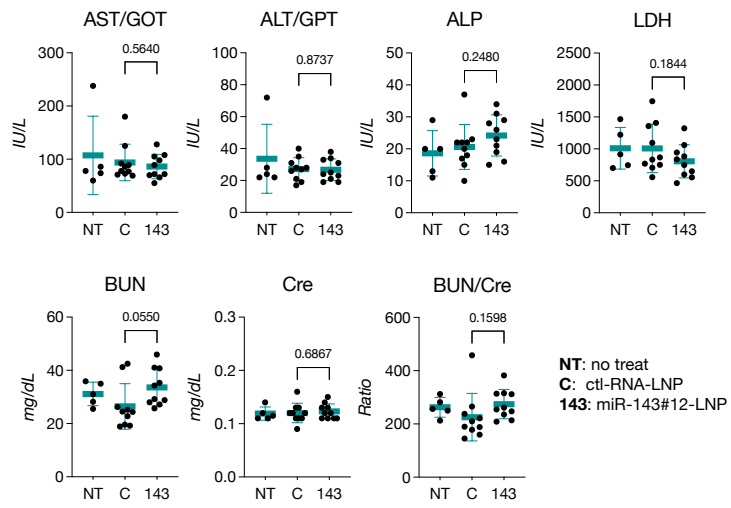 AST/GOT
ALT/GPT
ALP
LDH
300
200
100
0
IU/L
0.5640
NT C 143
100
80
60
40
20
0
IU/L
0.8737
NT C 143
50
40
30
20
10
0
IU/L
0.2480
NT C 143
2500
2000
1500
1000
500
0
IU/L
0.1844
NT C 143
BUN
Cre
BUN/Cre
60
40
20
0
mg/dL
0.0550
NT C 143
0.3
0.2
0.1
0.0
mg/dL
0.6867
NT C 143
600
400
200
0
Ratio
0.1598
NT C 143
NT: no treat
C: ctl-RNA-LNP
143: miR-143#12-LNP